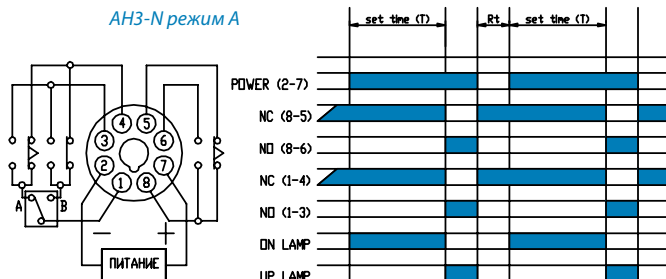 AH3-N режим A
set time (T) Rt set time (T)
POWER (2-7)
NC (8-5)
NO (8-6)
NC (1-4)
NO (1-3)
ON LAMP
UP LAMP
4 5
3 6
2 7
1 8
A B
− +
ПИТАНИЕ